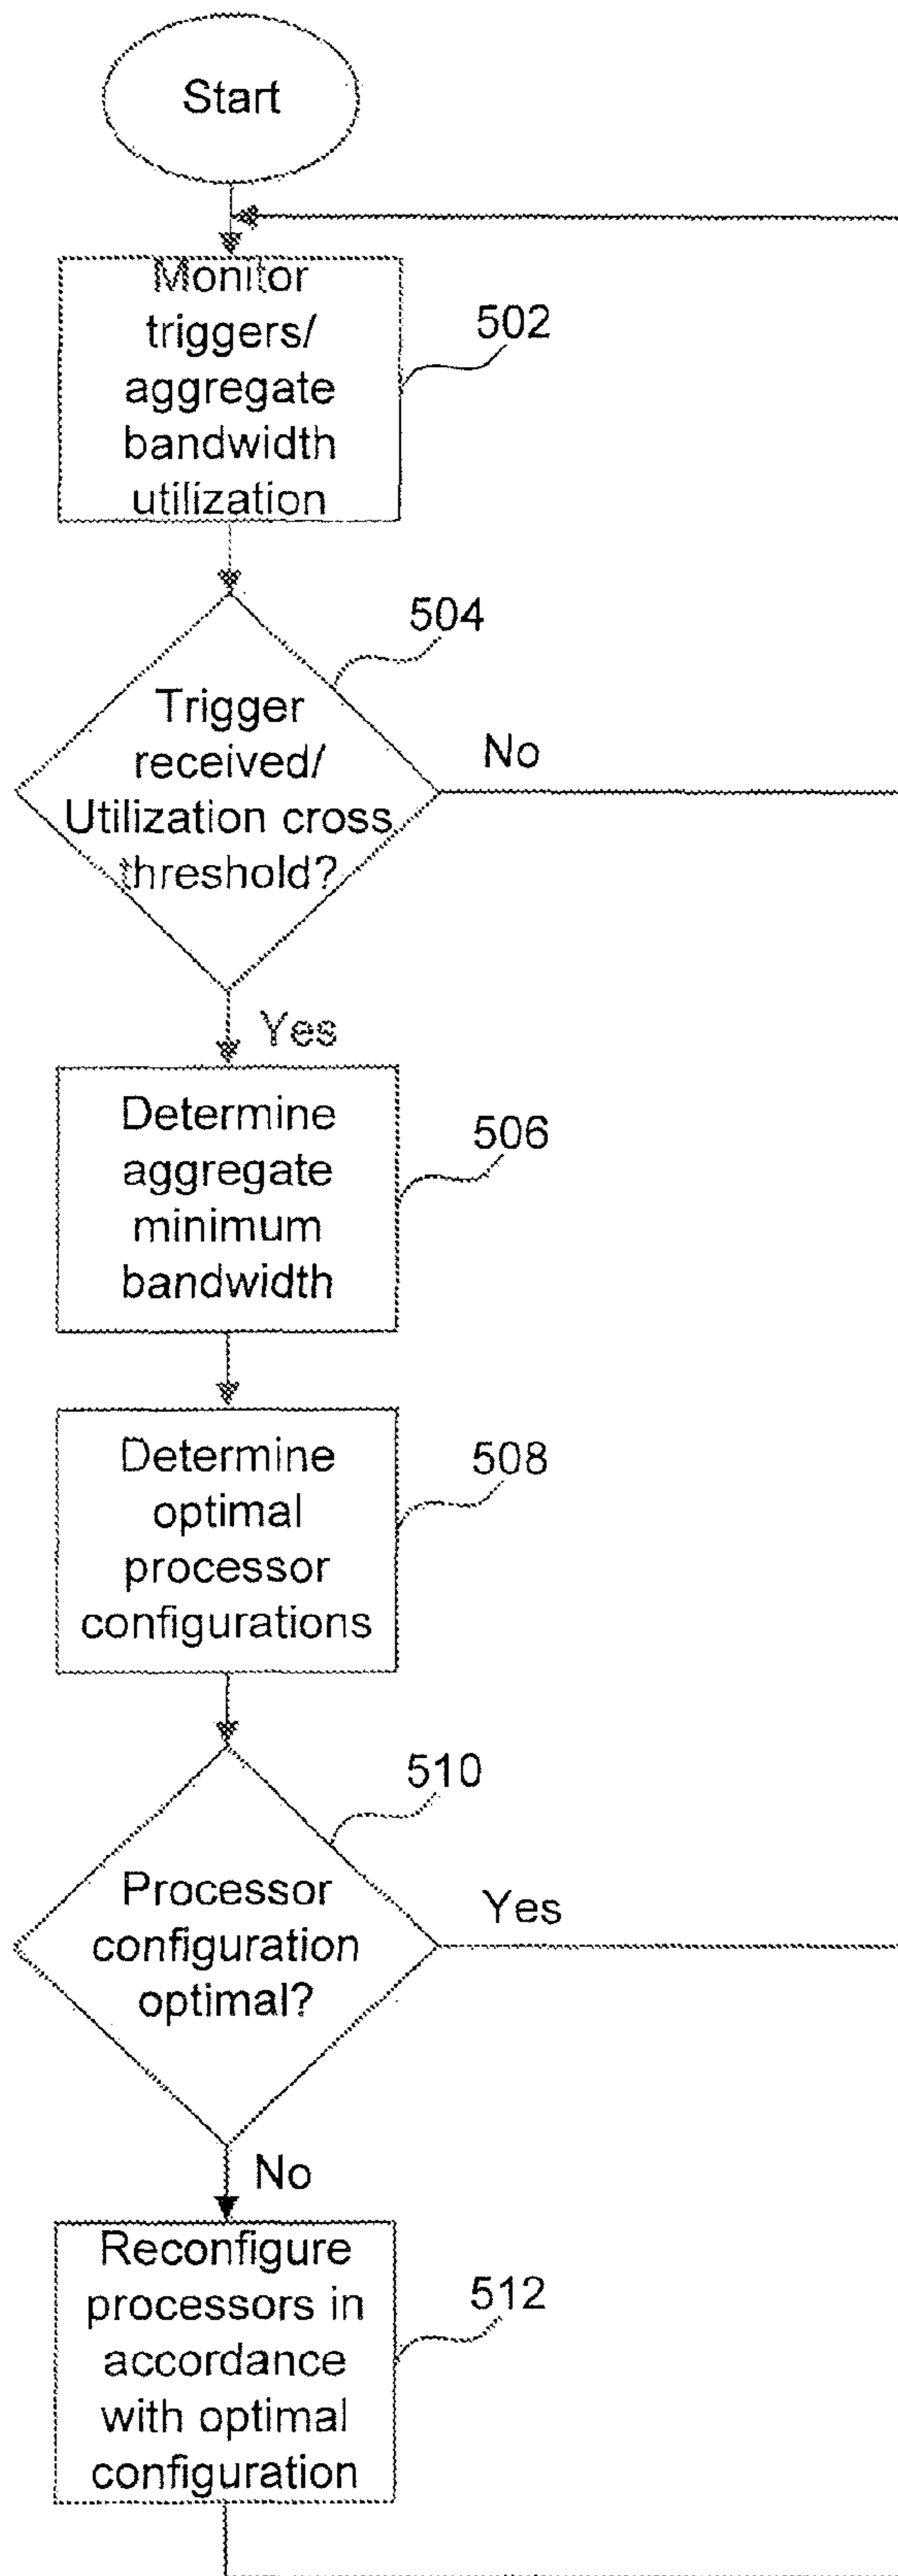 Start
Monitor
triggers/
aggregate
bandwidth
utilization
502
504
Trigger
received/
Utilization cross
threshold?
No
Yes
Determine
aggregate
minimum
bandwidth
506
Determine
optimal
processor
configurations
508
510
Processor
configuration
optimal?
Yes
No
Reconfigure
processors in
accordance
with optimal
configuration
512